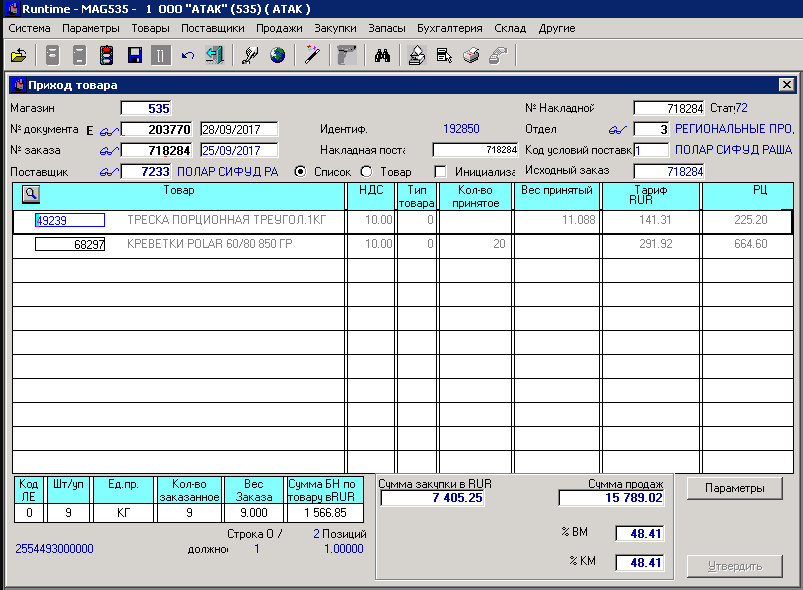 Runtime - MAG535 - 1 ООО "АТАК" (535) ( АТАК )
Система Параметры Товары Поставщики Продажи Закупки Запасы Бухгалтерия Склад Другие
Приход товара
Магазин 535 № Накладной 718284 Стату 72
№ документа Е 203770 28/09/2017 Идентиф. 192850 Отдел 3 РЕГИОНАЛЬНЫЕ ПРО,
№ заказа 718284 25/09/2017 Накладная поста 718284 Код условий поставк 1 ПОЛАР СИФУД РАША
Поставщик 7233 ПОЛАР СИФУД РА Список Товар Инициализа Исходный заказ 718284
Товар НДС Тип товара Кол-во принятое Вес принятый Тариф RUR РЦ
49239 ТРЕСКА ПОРЦИОННАЯ ТРЕУГОЛ.1КГ 10.00 0 11.088 141.31 225.20
68297 КРЕВЕТКИ POLAR 60/80 850 ГР 10.00 0 20 291.92 664.60
Код ЛЕ Шт/уп Ед.пр. Кол-во заказанное Вес Заказа Сумма БН по товару вRUR
0 9 КГ 9 9.000 1 566.85
Сумма закупки в RUR Сумма продаж
7 405.25 15 789.02
Параметры
Строка 0 / 2 Позиций
2554493000000 должно 1 1.00000
% ВМ 48.41
% КМ 48.41
Утвердить